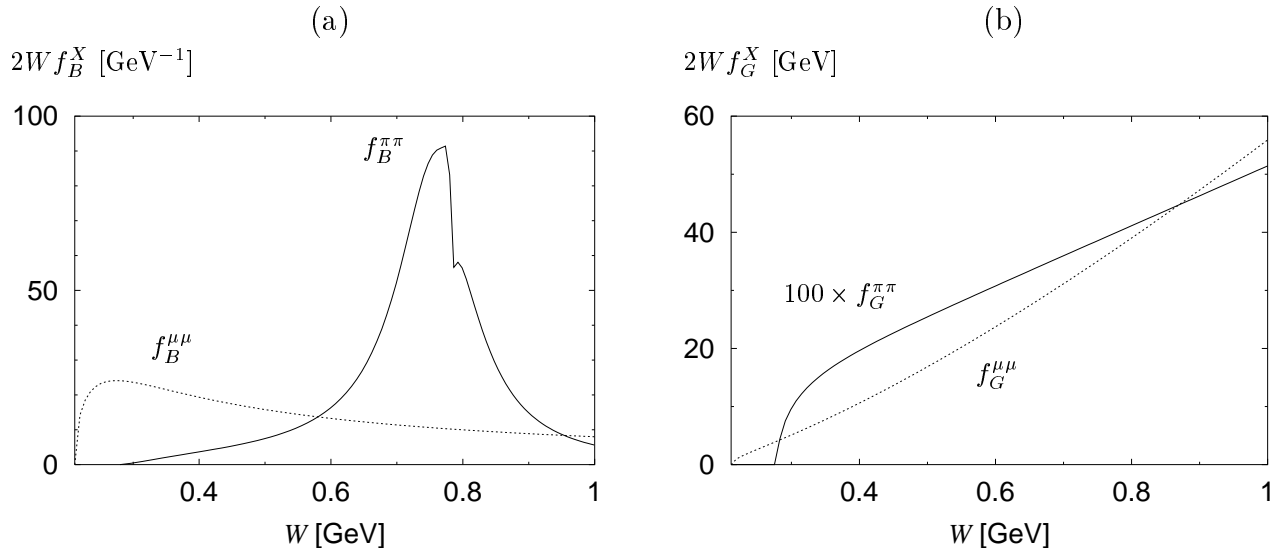 (a)
2W f_B^X [GeV⁻¹]
100
50
0
f_B^{ππ}
f_B^{μμ}
0.4 0.6 0.8 1
W [GeV]
(b)
2W f_G^X [GeV]
60
40
20
0
100 × f_G^{ππ}
f_G^{μμ}
0.4 0.6 0.8 1
W [GeV]